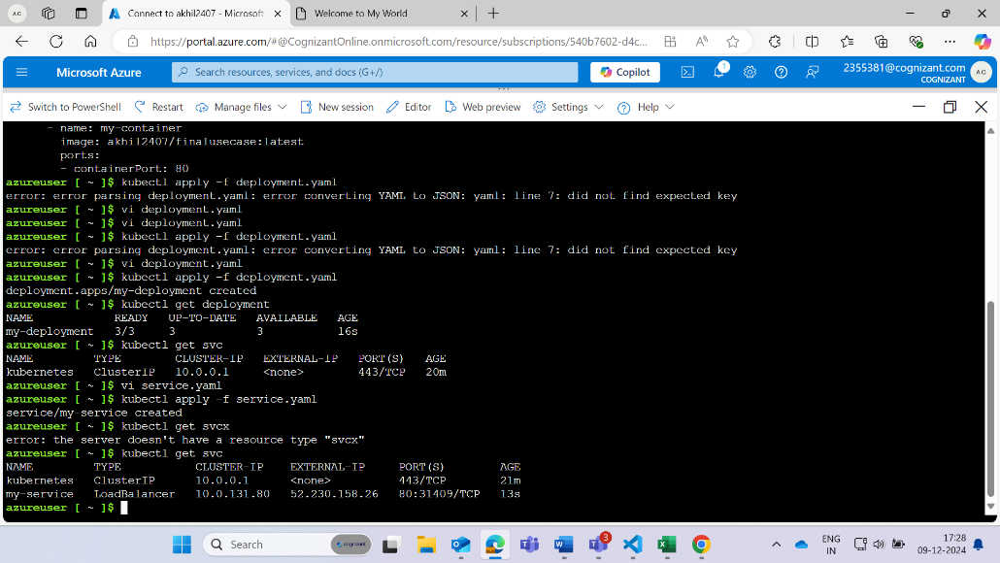 AC
Connect to akhil2407 - Microsoft
Welcome to My World
https://portal.azure.com/#@CognizantOnline.onmicrosoft.com/resource/subscriptions/540b7602-d4c...
Microsoft Azure
Search resources, services, and docs (G+/)
Copilot
1
2355381@cognizant.com
COGNIZANT
AC
Switch to PowerShell
Restart
Manage files
New session
Editor
Web preview
Settings
Help
- name: my-container
image: akhil2407/finalusecase:latest
ports:
- containerPort: 80
azureuser [ ~ ]$ kubectl apply -f deployment.yaml
error: error parsing deployment.yaml: error converting YAML to JSON: yaml: line 7: did not find expected key
azureuser [ ~ ]$ vi deployment.yaml
azureuser [ ~ ]$ vi deployment.yaml
azureuser [ ~ ]$ kubectl apply -f deployment.yaml
error: error parsing deployment.yaml: error converting YAML to JSON: yaml: line 7: did not find expected key
azureuser [ ~ ]$ vi deployment.yaml
azureuser [ ~ ]$ kubectl apply -f deployment.yaml
deployment.apps/my-deployment created
azureuser [ ~ ]$ kubectl get deployment
NAME READY UP-TO-DATE AVAILABLE AGE
my-deployment 3/3 3 3 16s
azureuser [ ~ ]$ kubectl get svc
NAME TYPE CLUSTER-IP EXTERNAL-IP PORT(S) AGE
kubernetes ClusterIP 10.0.0.1 <none> 443/TCP 20m
azureuser [ ~ ]$ vi service.yaml
azureuser [ ~ ]$ kubectl apply -f service.yaml
service/my-service created
azureuser [ ~ ]$ kubectl get svcx
error: the server doesn't have a resource type "svcx"
azureuser [ ~ ]$ kubectl get svc
NAME TYPE CLUSTER-IP EXTERNAL-IP PORT(S) AGE
kubernetes ClusterIP 10.0.0.1 <none> 443/TCP 21m
my-service LoadBalancer 10.0.131.80 52.230.158.26 80:31409/TCP 13s
azureuser [ ~ ]$
Search
cognizant
3
ENG
IN
17:28
09-12-2024